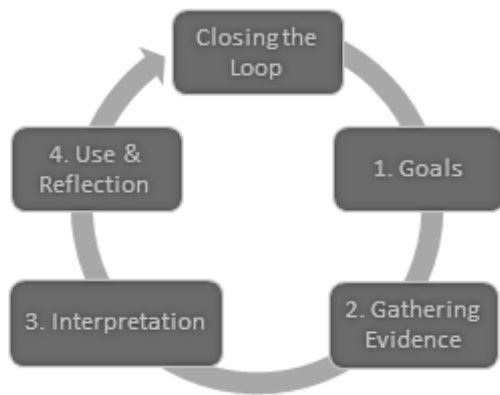 Closing the
Loop
1. Goals
2. Gathering
Evidence
3. Interpretation
4. Use &
Reflection